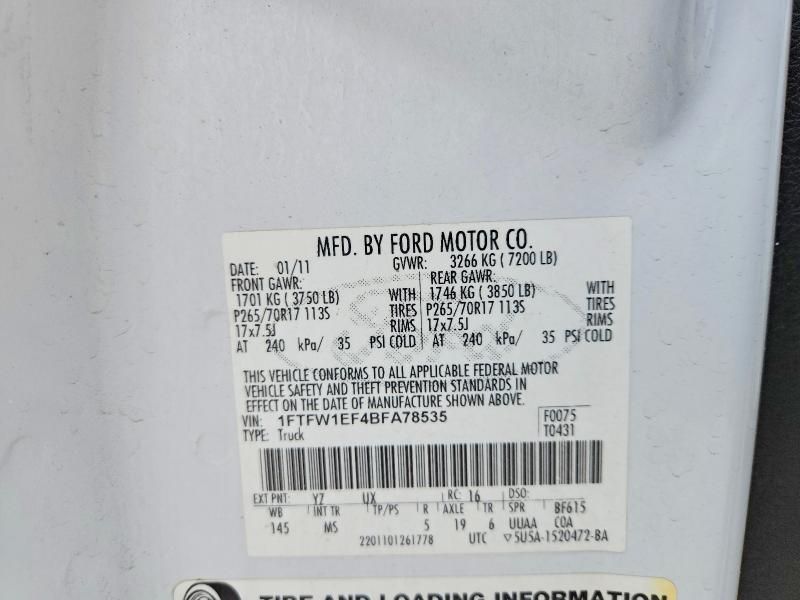 MFD. BY FORD MOTOR CO.
DATE: 01/11 GVWR: 3266 KG ( 7200 LB)
FRONT GAWR: REAR GAWR:
1701 KG ( 3750 LB) WITH 1746 KG ( 3850 LB) WITH
P265/70R17 113S TIRES P265/70R17 113S TIRES
17x7.5J RIMS 17x7.5J RIMS
AT 240 kPa/ 35 PSI COLD AT 240 kPa/ 35 PSI COLD
THIS VEHICLE CONFORMS TO ALL APPLICABLE FEDERAL MOTOR
VEHICLE SAFETY AND THEFT PREVENTION STANDARDS IN
EFFECT ON THE DATE OF MANUFACTURE SHOWN ABOVE.
VIN: 1FTFW1EF4BFA78535 F0075
TYPE: Truck T0431
EXT PNT: YZ UX RC: 16 DSO:
WB INT TR TP/PS R AXLE TR SPR BF615
145 MS 5 19 6 UUAA COA
2201101261778 UTC ▽5U5A-1520472-BA
TIRE AND LOADING INFORMATION